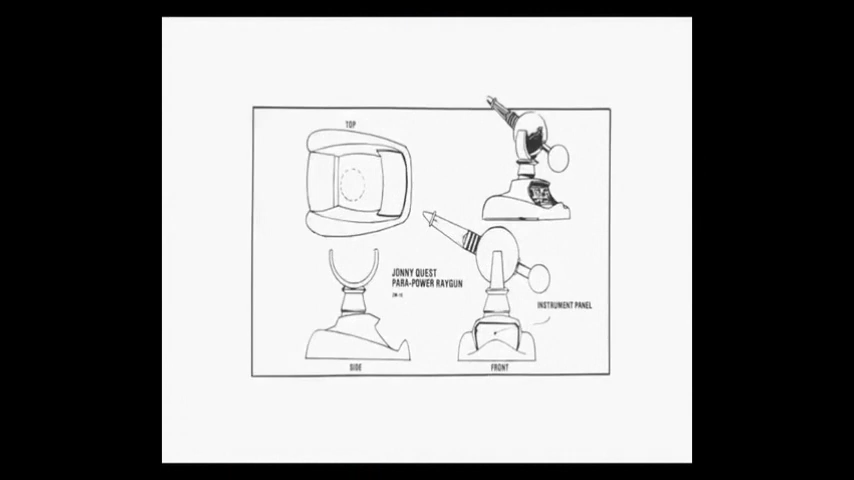 TOP
JONNY QUEST
PARA-POWER RAYGUN
INSTRUMENT PANEL
SIDE
FRONT